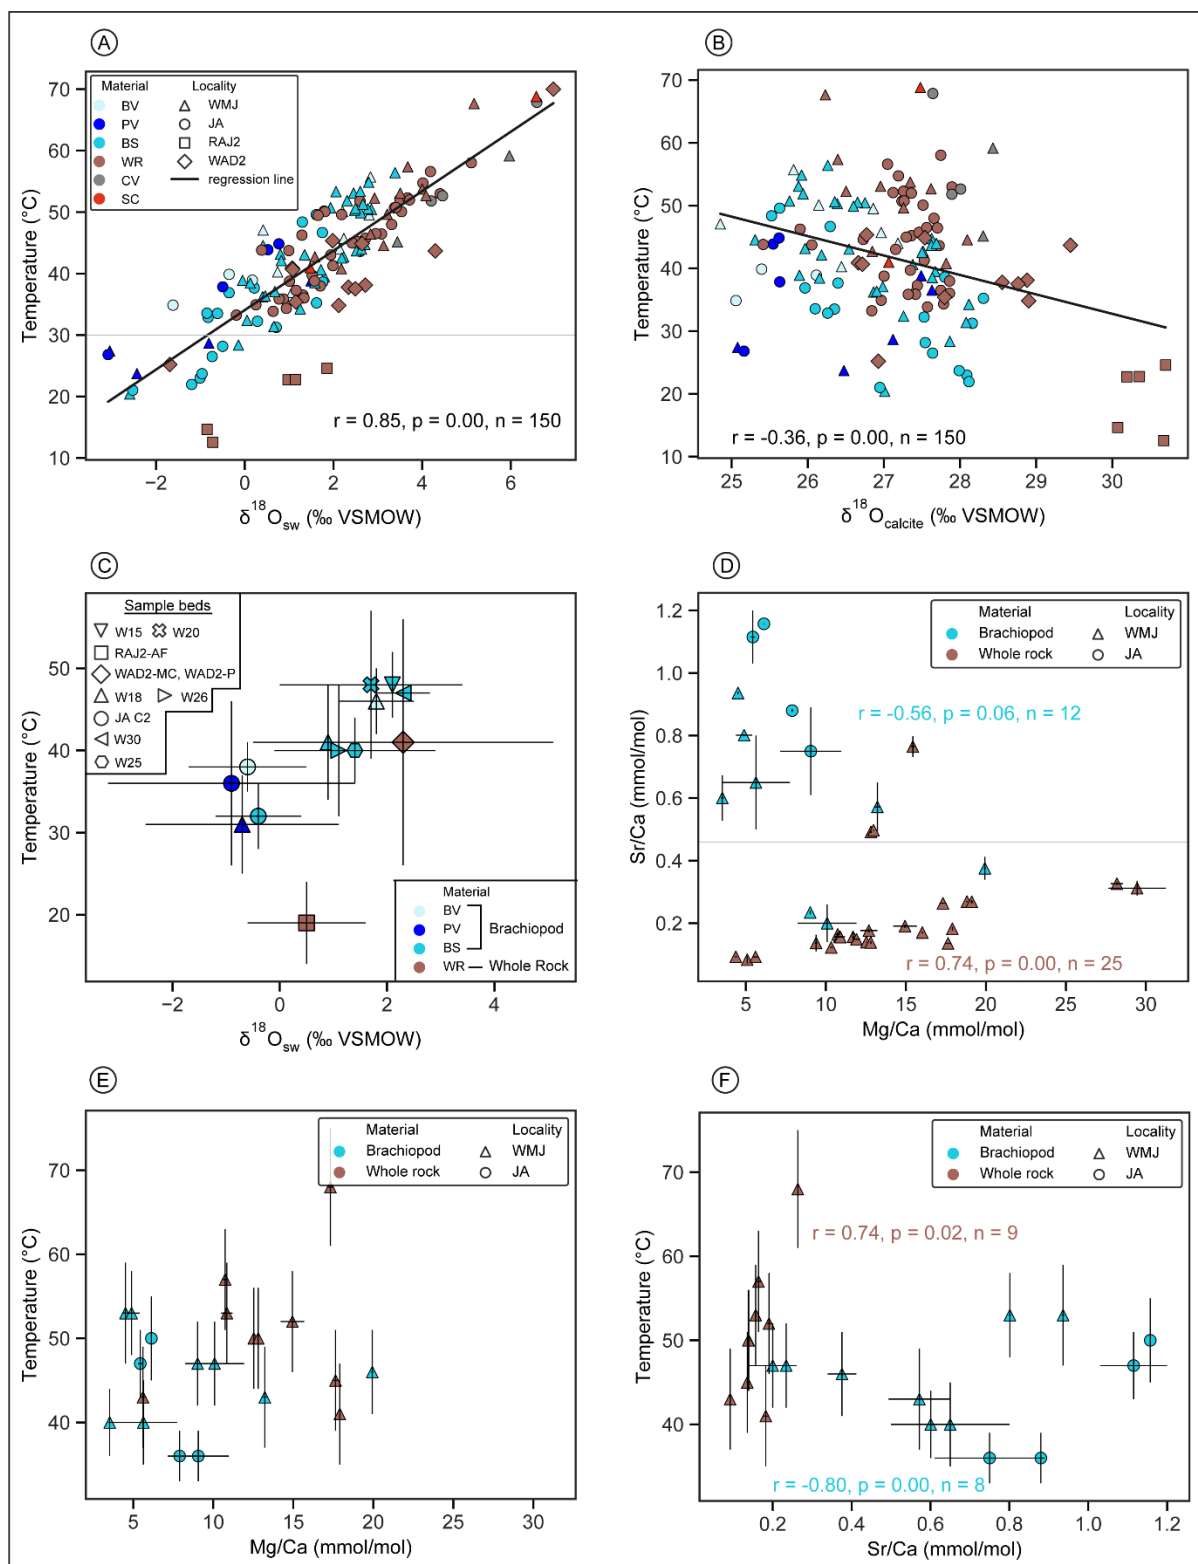 A
Material Locality
BV WMJ
PV JA
BS RAJ2
WR WAD2
CV regression line
SC
70
60
50
40
30
20
10
Temperature (°C)
r = 0.85, p = 0.00, n = 150
−2 0 2 4 6
δ18Osw (‰ VSMOW)
B
70
60
50
40
30
20
10
Temperature (°C)
r = -0.36, p = 0.00, n = 150
25 26 27 28 29 30
δ18Ocalcite (‰ VSMOW)
C
Sample beds
W15 W20
RAJ2-AF
WAD2-MC, WAD2-P
W18 W26
JA C2
W30
W25
50
40
30
20
Temperature (°C)
Material
BV
PV Brachiopod
BS
WR Whole Rock
−2 0 2 4
δ18Osw (‰ VSMOW)
D
Material Locality
Brachiopod WMJ
Whole rock JA
1.2
1.0
0.8
0.6
0.4
0.2
Sr/Ca (mmol/mol)
r = -0.56, p = 0.06, n = 12
r = 0.74, p = 0.00, n = 25
5 10 15 20 25 30
Mg/Ca (mmol/mol)
E
Material Locality
Brachiopod WMJ
Whole rock JA
70
60
50
40
Temperature (°C)
5 10 15 20 25 30
Mg/Ca (mmol/mol)
F
Material Locality
Brachiopod WMJ
Whole rock JA
70
60
50
40
Temperature (°C)
r = 0.74, p = 0.02, n = 9
r = -0.80, p = 0.00, n = 8
0.2 0.4 0.6 0.8 1.0 1.2
Sr/Ca (mmol/mol)